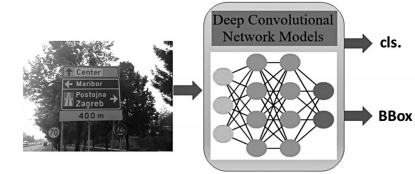 Center
Maribor
Postojna
Zagreb
400 m
70
Deep Convolutional
Network Models
cls.
BBox